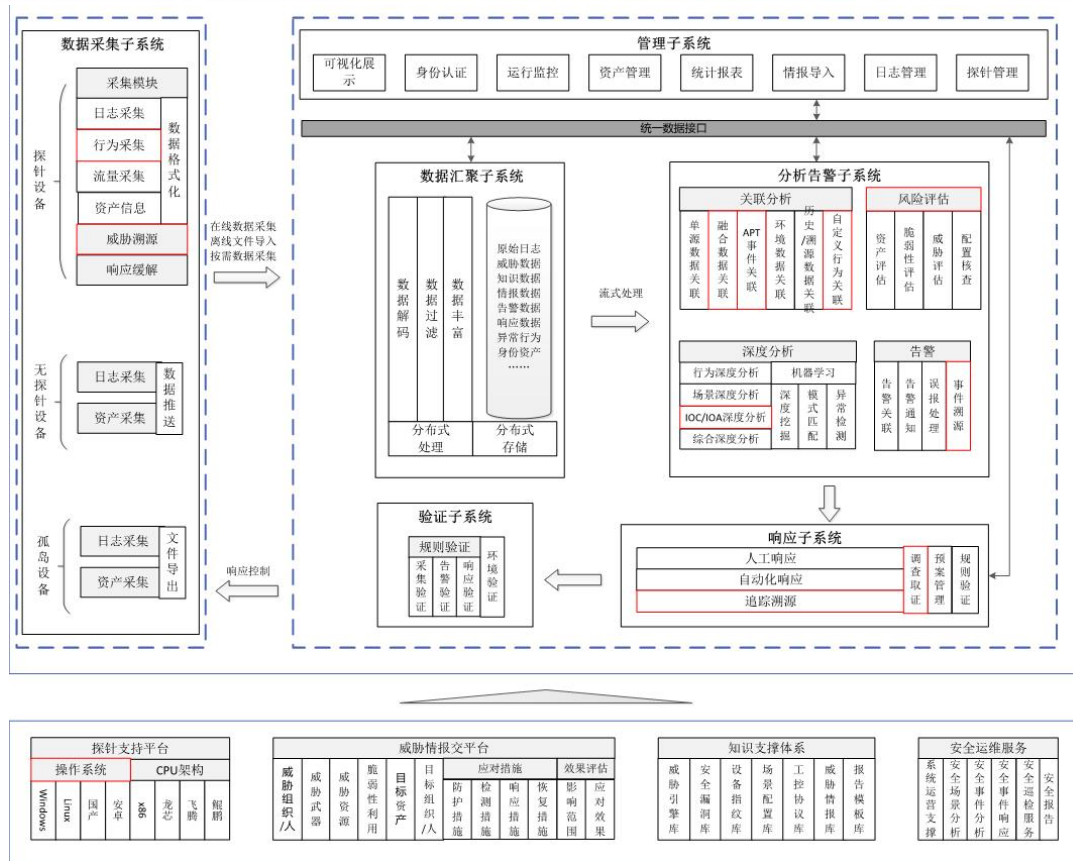 数据采集子系统
探针设备
采集模块
日志采集
行为采集
流量采集
资产信息
数据格式化
威胁溯源
响应缓解
无探针设备
日志采集
资产采集
数据推送
孤岛设备
日志采集
资产采集
文件导出
在线数据采集
离线文件导入
按需数据采集
响应控制
管理子系统
可视化展示
身份认证
运行监控
资产管理
统计报表
情报导入
日志管理
探针管理
统一数据接口
数据汇聚子系统
数据解码
数据过滤
数据丰富
原始日志
威胁数据
知识数据
情报数据
告警数据
响应数据
异常行为
身份资产
……
分布式处理
分布式存储
流式处理
分析告警子系统
关联分析
单源数据关联
融合数据关联
APT事件关联
环境数据关联
历史/溯源数据关联
自定义行为关联
风险评估
资产评估
脆弱性评估
威胁评估
配置核查
深度分析
行为深度分析
场景深度分析
IOC/IOA深度分析
综合深度分析
机器学习
深度挖掘
模式匹配
异常检测
告警
告警关联
告警通知
误报处理
事件溯源
验证子系统
规则验证
采集验证
告警验证
响应验证
环境验证
响应子系统
人工响应
自动化响应
追踪溯源
调查取证
预案管理
规则验证
探针支持平台
操作系统
CPU架构
Windows
Linux
国产
安卓
x86
龙芯
飞腾
鲲鹏
威胁情报交平台
威胁组织/人
威胁武器
威胁资源
脆弱性利用
目标资产
目标组织/人
应对措施
防护措施
检测措施
响应措施
恢复措施
效果评估
影响范围
应对效果
知识支撑体系
威胁引擎库
安全漏洞库
设备指纹库
场景配置库
工控协议库
威胁情报库
报告模板库
安全运维服务
系统运营支撑
安全场景分析
安全事件分析
安全事件响应
安全巡检服务
安全报告